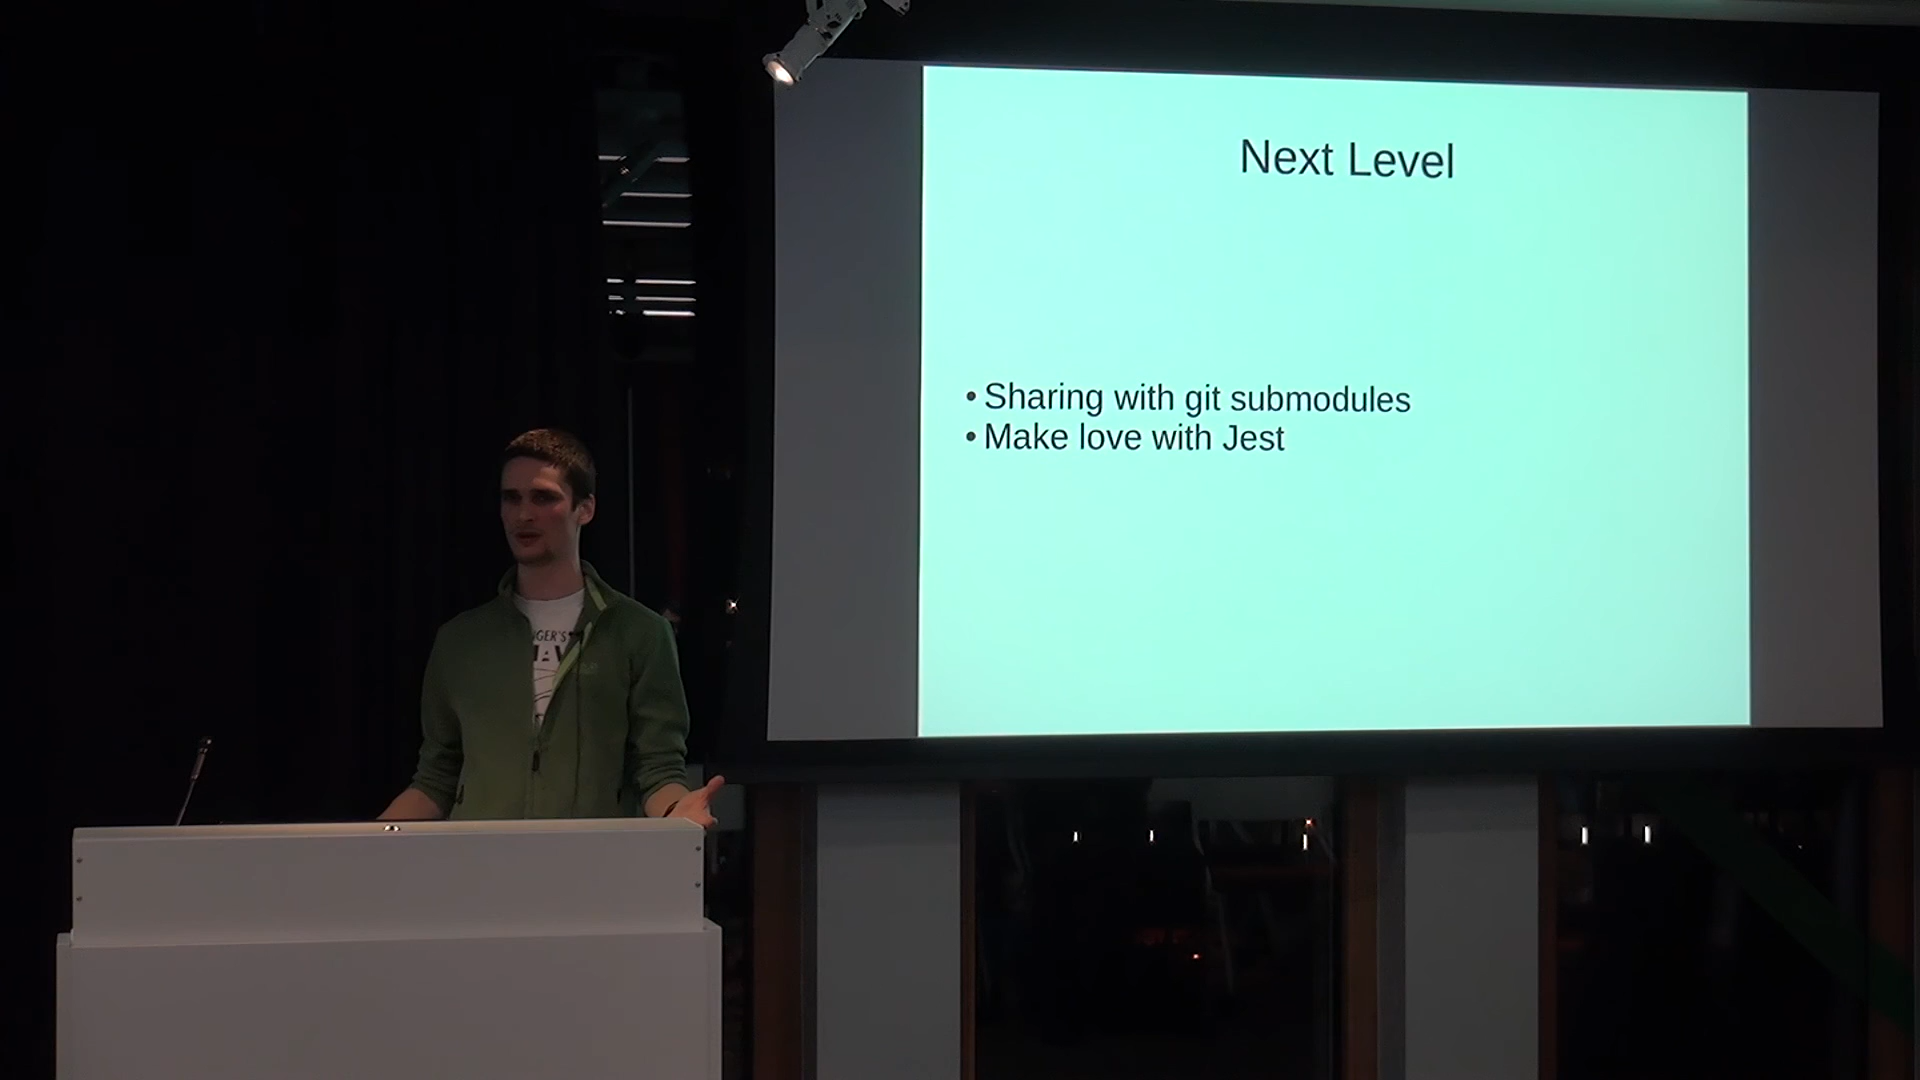 Next Level
• Sharing with git submodules
• Make love with Jest